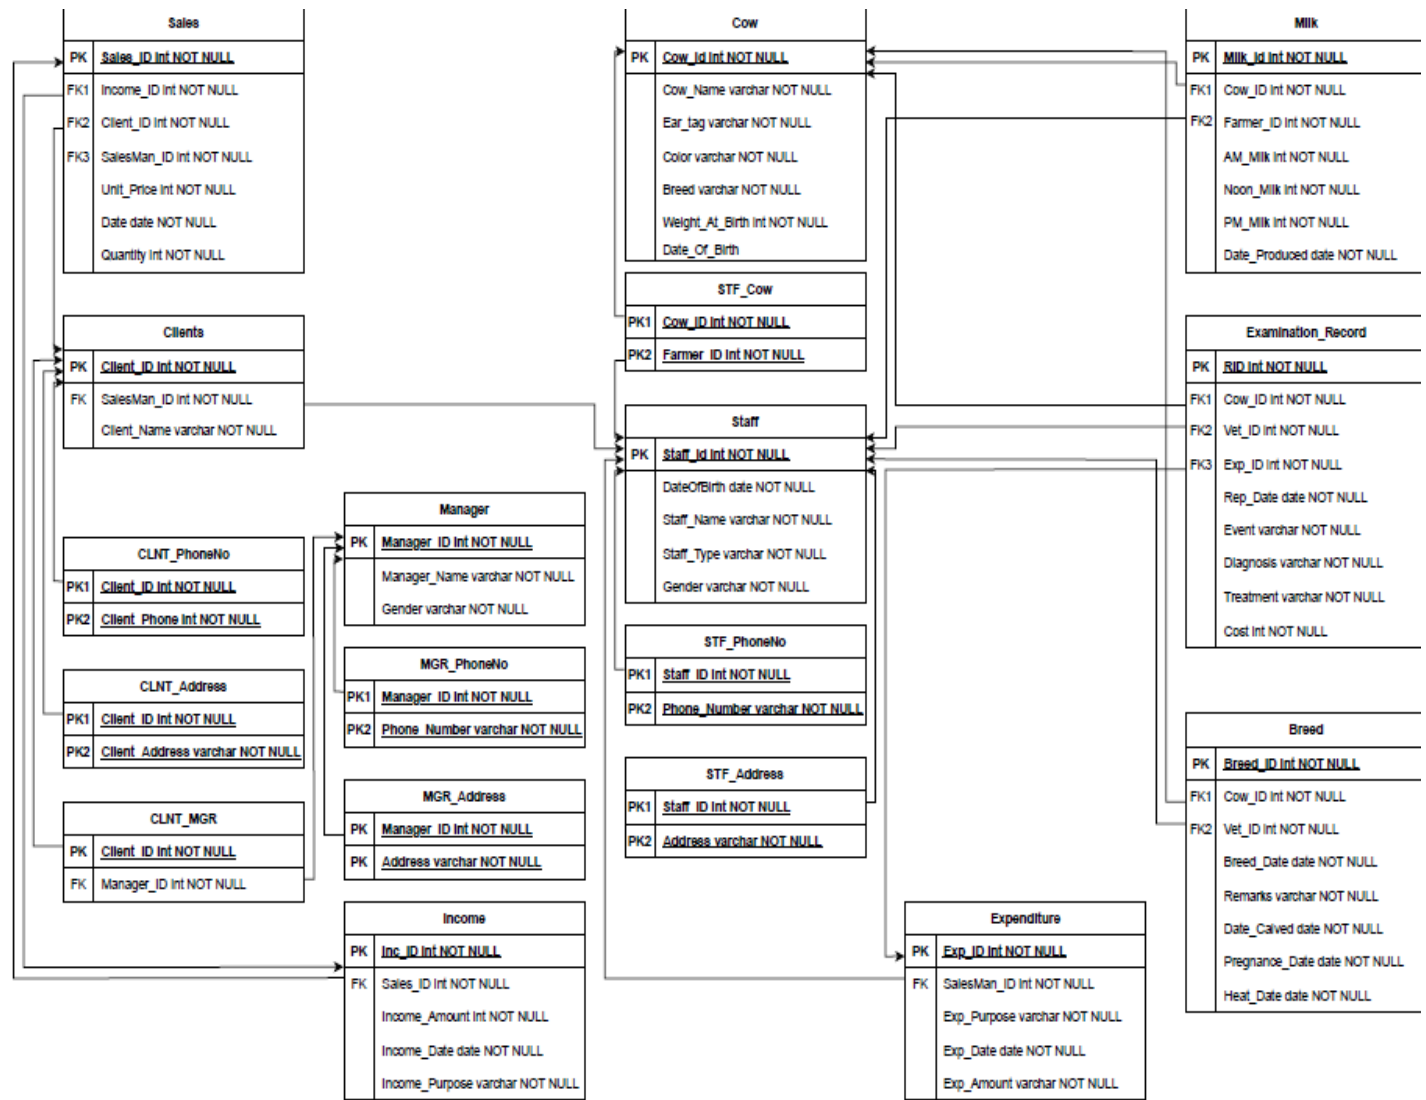 Sales
PK Sales_ID int NOT NULL
FK1 Income_ID int NOT NULL
FK2 Client_ID int NOT NULL
FK3 SalesMan_ID int NOT NULL
Unit_Price int NOT NULL
Date date NOT NULL
Quantity int NOT NULL
Clients
PK Client_ID int NOT NULL
FK SalesMan_ID int NOT NULL
Client_Name varchar NOT NULL
CLNT_PhoneNo
PK1 Client_ID int NOT NULL
PK2 Client_Phone int NOT NULL
CLNT_Address
PK1 Client_ID int NOT NULL
PK2 Client_Address varchar NOT NULL
CLNT_MGR
PK Client_ID int NOT NULL
FK Manager_ID int NOT NULL
Manager
PK Manager_ID int NOT NULL
Manager_Name varchar NOT NULL
Gender varchar NOT NULL
MGR_PhoneNo
PK1 Manager_ID int NOT NULL
PK2 Phone_Number varchar NOT NULL
MGR_Address
PK Manager_ID int NOT NULL
PK Address varchar NOT NULL
Income
PK Inc_ID int NOT NULL
FK Sales_ID int NOT NULL
Income_Amount int NOT NULL
Income_Date date NOT NULL
Income_Purpose varchar NOT NULL
Cow
PK Cow_Id int NOT NULL
Cow_Name varchar NOT NULL
Ear_tag varchar NOT NULL
Color varchar NOT NULL
Breed varchar NOT NULL
Weight_At_Birth int NOT NULL
Date_Of_Birth
STF_Cow
PK1 Cow_ID int NOT NULL
PK2 Farmer_ID int NOT NULL
Staff
PK Staff_Id int NOT NULL
DateOfBirth date NOT NULL
Staff_Name varchar NOT NULL
Staff_Type varchar NOT NULL
Gender varchar NOT NULL
STF_PhoneNo
PK1 Staff_ID int NOT NULL
PK2 Phone_Number varchar NOT NULL
STF_Address
PK1 Staff_ID int NOT NULL
PK2 Address varchar NOT NULL
Expenditure
PK Exp_ID int NOT NULL
FK SalesMan_ID int NOT NULL
Exp_Purpose varchar NOT NULL
Exp_Date date NOT NULL
Exp_Amount varchar NOT NULL
Milk
PK Milk_Id int NOT NULL
FK1 Cow_ID int NOT NULL
FK2 Farmer_ID int NOT NULL
AM_Milk int NOT NULL
Noon_Milk int NOT NULL
PM_Milk int NOT NULL
Date_Produced date NOT NULL
Examination_Record
PK RID int NOT NULL
FK1 Cow_ID int NOT NULL
FK2 Vet_ID int NOT NULL
FK3 Exp_ID int NOT NULL
Rep_Date date NOT NULL
Event varchar NOT NULL
Diagnosis varchar NOT NULL
Treatment varchar NOT NULL
Cost int NOT NULL
Breed
PK Breed_ID int NOT NULL
FK1 Cow_ID int NOT NULL
FK2 Vet_ID int NOT NULL
Breed_Date date NOT NULL
Remarks varchar NOT NULL
Date_Calved date NOT NULL
Pregnance_Date date NOT NULL
Heat_Date date NOT NULL